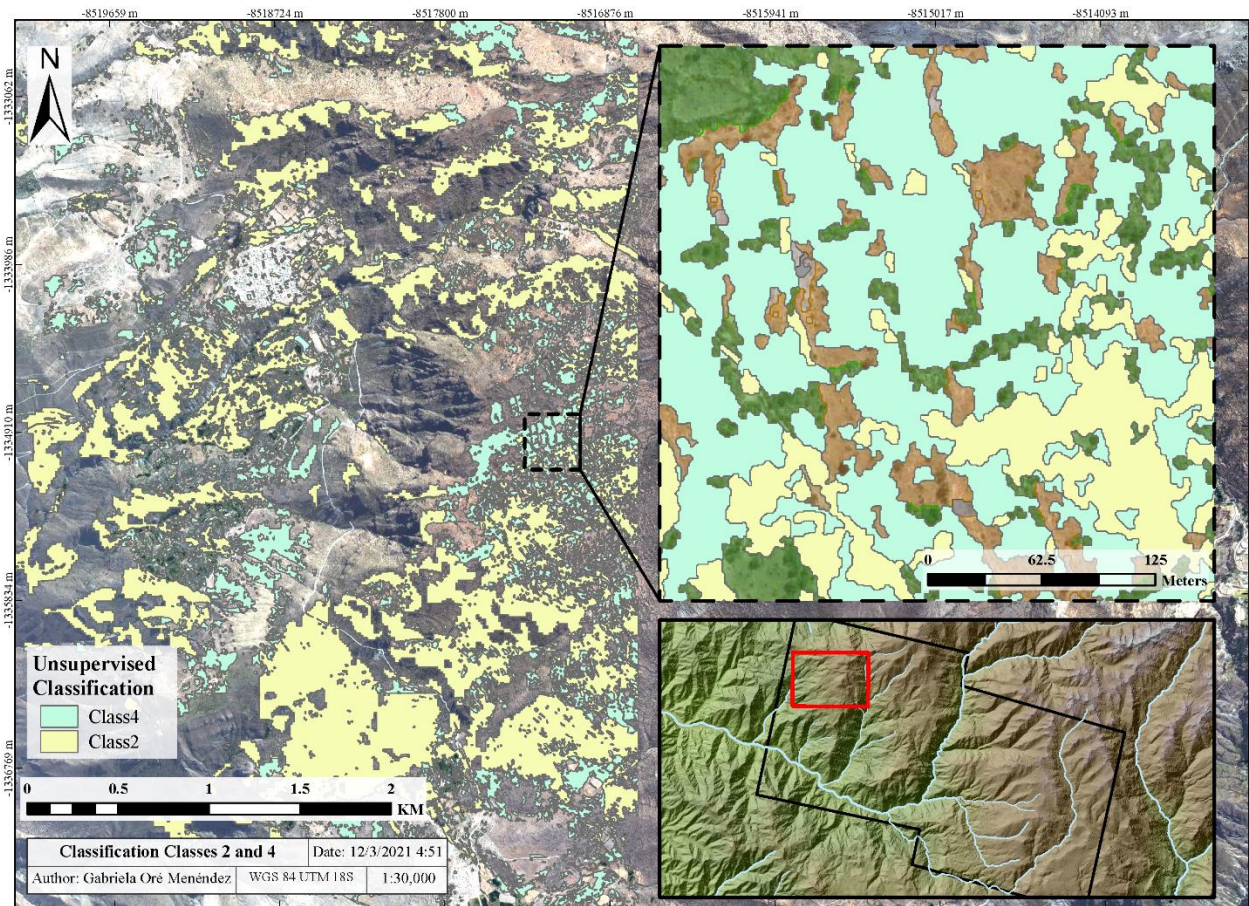 -8519659 m
-8518724 m
-8517800 m
-8516876 m
-8515941 m
-8515017 m
-8514093 m
N
-1333062 m
-1333986 m
-1334910 m
-1335834 m
-1336769 m
0 62.5 125
Meters
Unsupervised
Classification
Class4
Class2
0 0.5 1 1.5 2
KM
Classification Classes 2 and 4 Date: 12/3/2021 4:51
Author: Gabriela Oré Menéndez WGS 84 UTM 18S 1:30,000